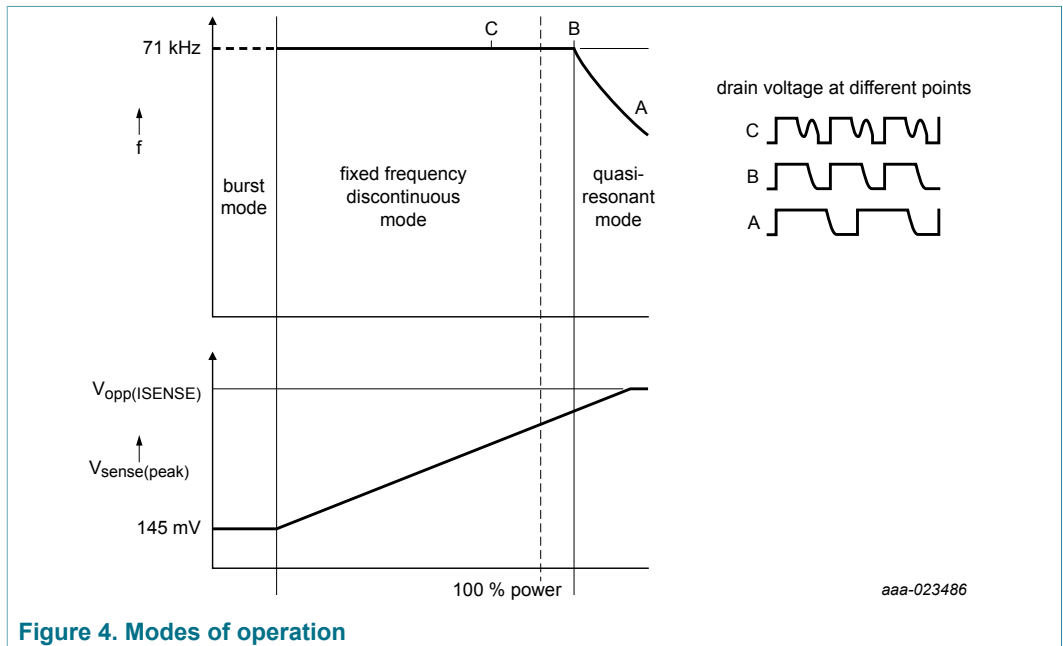 71 kHz
f
C
B
A
burst
mode
fixed frequency
discontinuous
mode
quasi-
resonant
mode
drain voltage at different points
C
B
A
Vopp(ISENSE)
Vsense(peak)
145 mV
100 % power
aaa-023486
Figure 4. Modes of operation